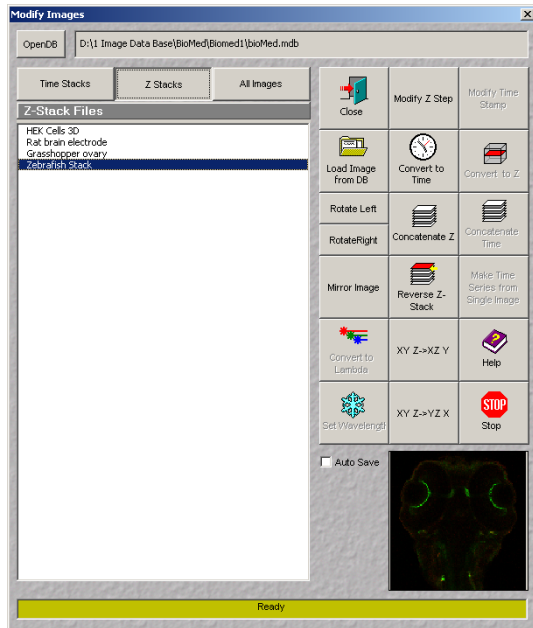 Modify Images
OpenDB
D:\1 Image Data Base\BioMed\Biomed1\bioMed.mdb
Time Stacks
Z Stacks
All Images
Z-Stack Files
HEK Cells 3D
Rat brain electrode
Grasshopper ovary
Zebrafish Stack
Close
Modify Z Step
Modify Time
Stamp
Load Image
from DB
Convert to
Time
Convert to Z
Rotate Left
RotateRight
Concatenate Z
Concatenate
Time
Mirror Image
Reverse Z-
Stack
Make Time
Series from
Single Image
Convert to
Lambda
XY Z->XZ Y
Help
Set Wavelength
XY Z->YZ X
STOP
Stop
Auto Save
Ready